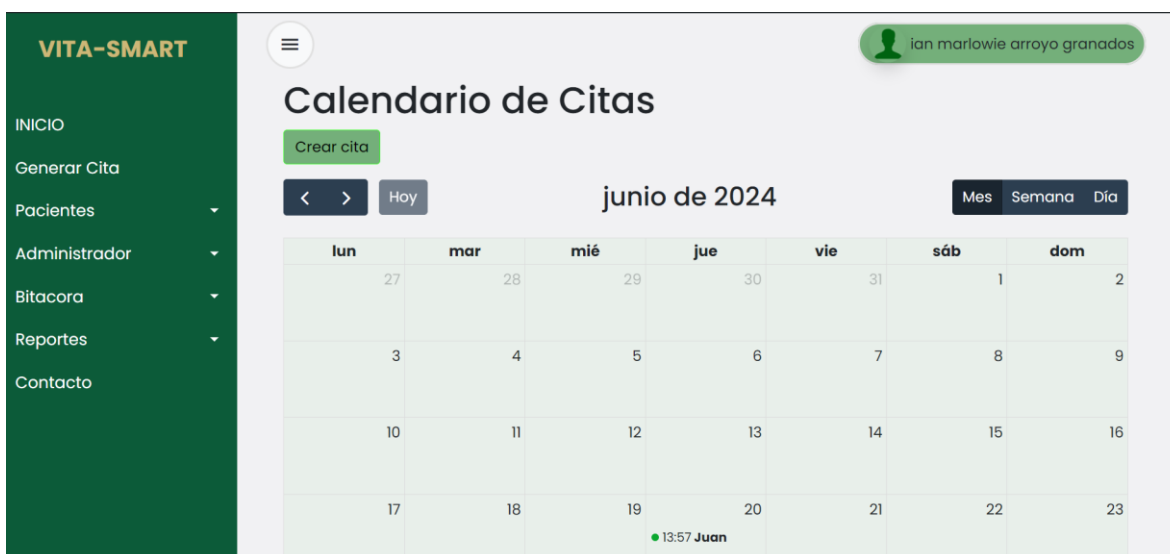 VITA-SMART
INICIO
Generar Cita
Pacientes
Administrador
Bitacora
Reportes
Contacto
ian marlowie arroyo granados
Calendario de Citas
Crear cita
Hoy
junio de 2024
Mes Semana Día
lun mar mié jue vie sáb dom
27 28 29 30 31 1 2
3 4 5 6 7 8 9
10 11 12 13 14 15 16
17 18 19 20 21 22 23
13:57 Juan